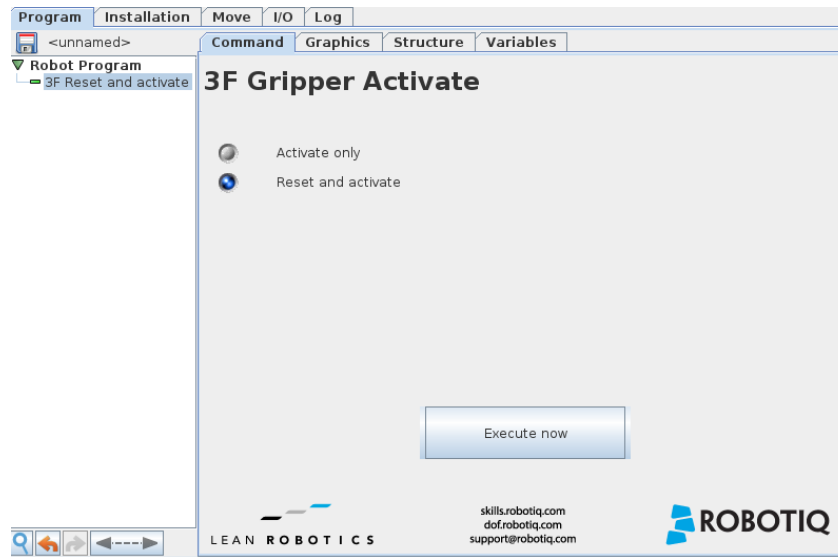 Program Installation Move I/O Log
<unnamed> Command Graphics Structure Variables
Robot Program
3F Reset and activate
3F Gripper Activate
Activate only
Reset and activate
Execute now
skills.robotiq.com
dof.robotiq.com
support@robotiq.com
LEAN ROBOTICS
ROBOTIQ